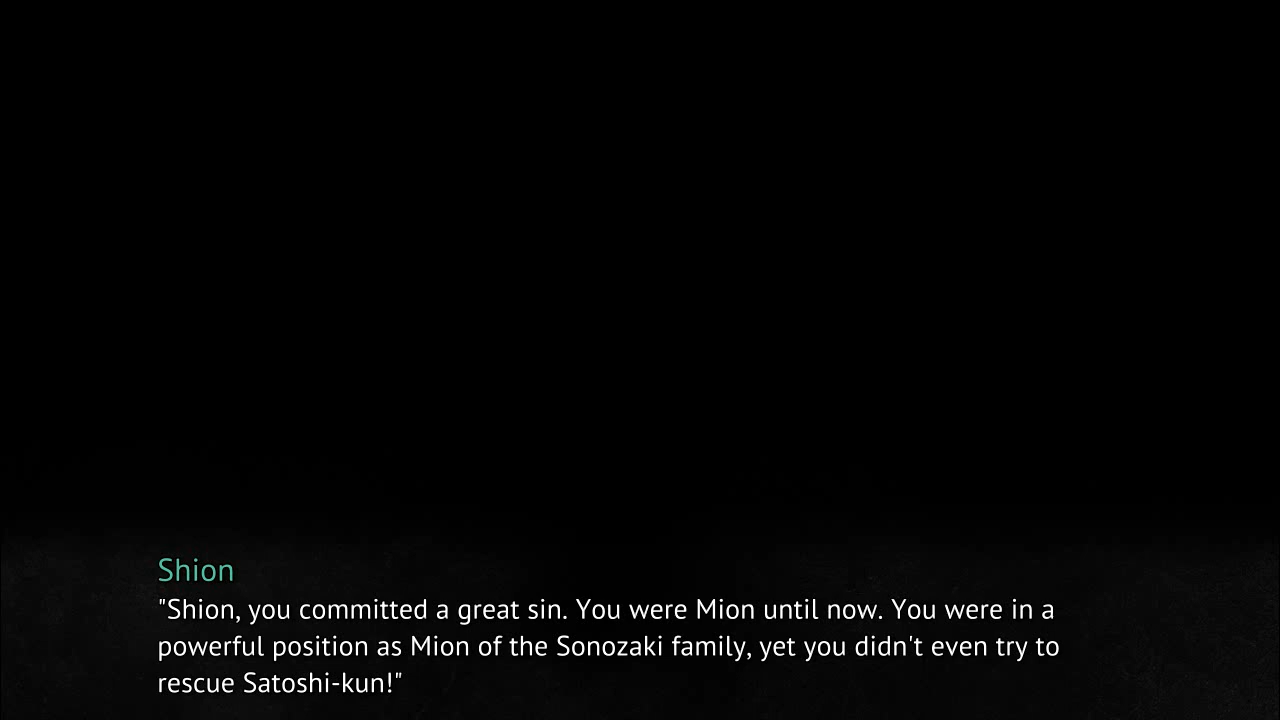 Shion
"Shion, you committed a great sin. You were Mion until now. You were in a
powerful position as Mion of the Sonozaki family, yet you didn't even try to
rescue Satoshi-kun!"